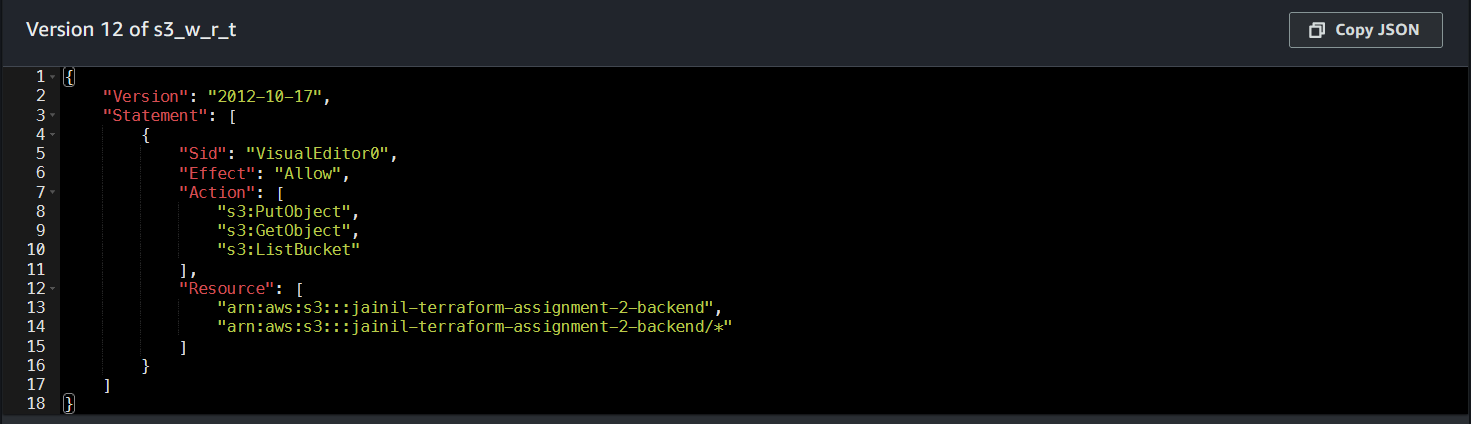 Version 12 of s3_w_r_t
Copy JSON
1 {
2     "Version": "2012-10-17",
3     "Statement": [
4         {
5             "Sid": "VisualEditor0",
6             "Effect": "Allow",
7             "Action": [
8                 "s3:PutObject",
9                 "s3:GetObject",
10                 "s3:ListBucket"
11             ],
12             "Resource": [
13                 "arn:aws:s3:::jainil-terraform-assignment-2-backend",
14                 "arn:aws:s3:::jainil-terraform-assignment-2-backend/*"
15             ]
16         }
17     ]
18 }